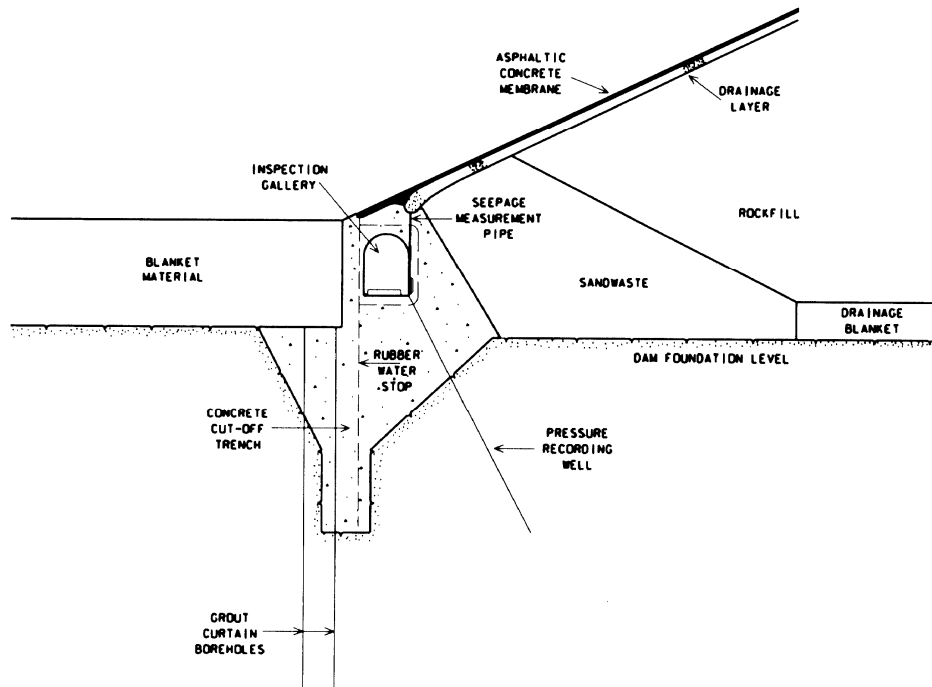 ASPHALTIC
CONCRETE
MEMBRANE
DRAINAGE
LAYER
INSPECTION
GALLERY
SEEPAGE
MEASUREMENT
PIPE
ROCKFILL
BLANKET
MATERIAL
SANDWASTE
DRAINAGE
BLANKET
DAM FOUNDATION LEVEL
RUBBER
WATER
STOP
CONCRETE
CUT-OFF
TRENCH
PRESSURE
RECORDING
WELL
GROUT
CURTAIN
BOREHOLES